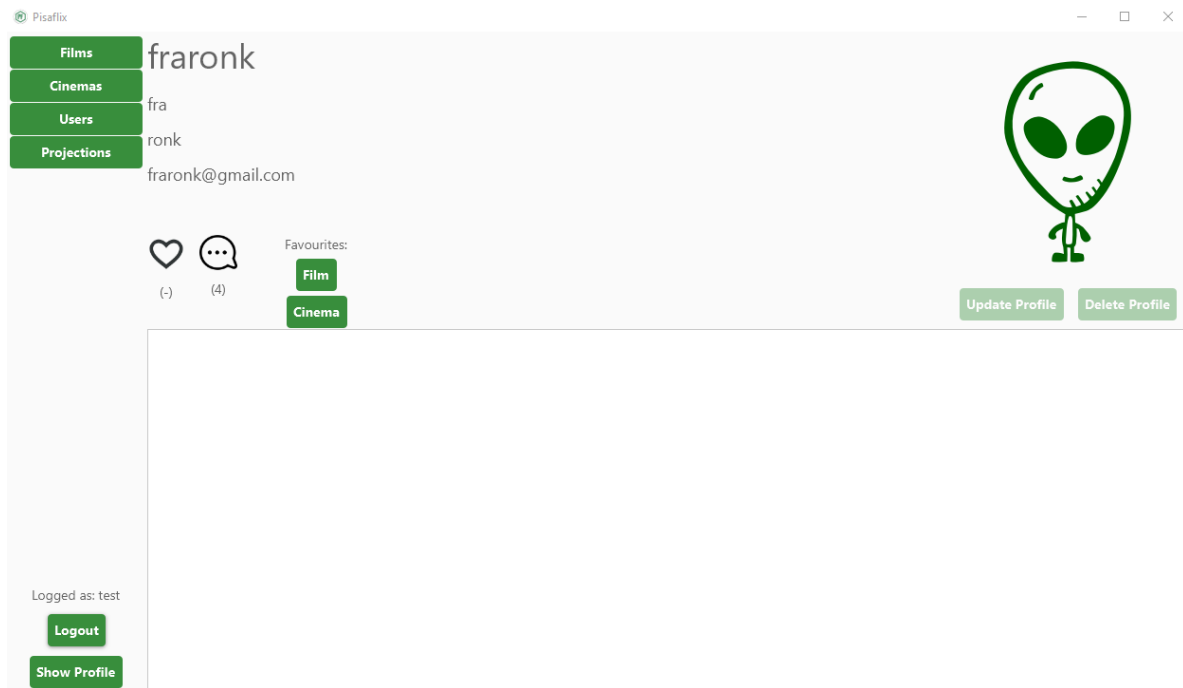 Pisaflix
Films
Cinemas
Users
Projections
fraronk
fra
ronk
fraronk@gmail.com
(-)
(4)
Favourites:
Film
Cinema
Update Profile
Delete Profile
Logged as: test
Logout
Show Profile